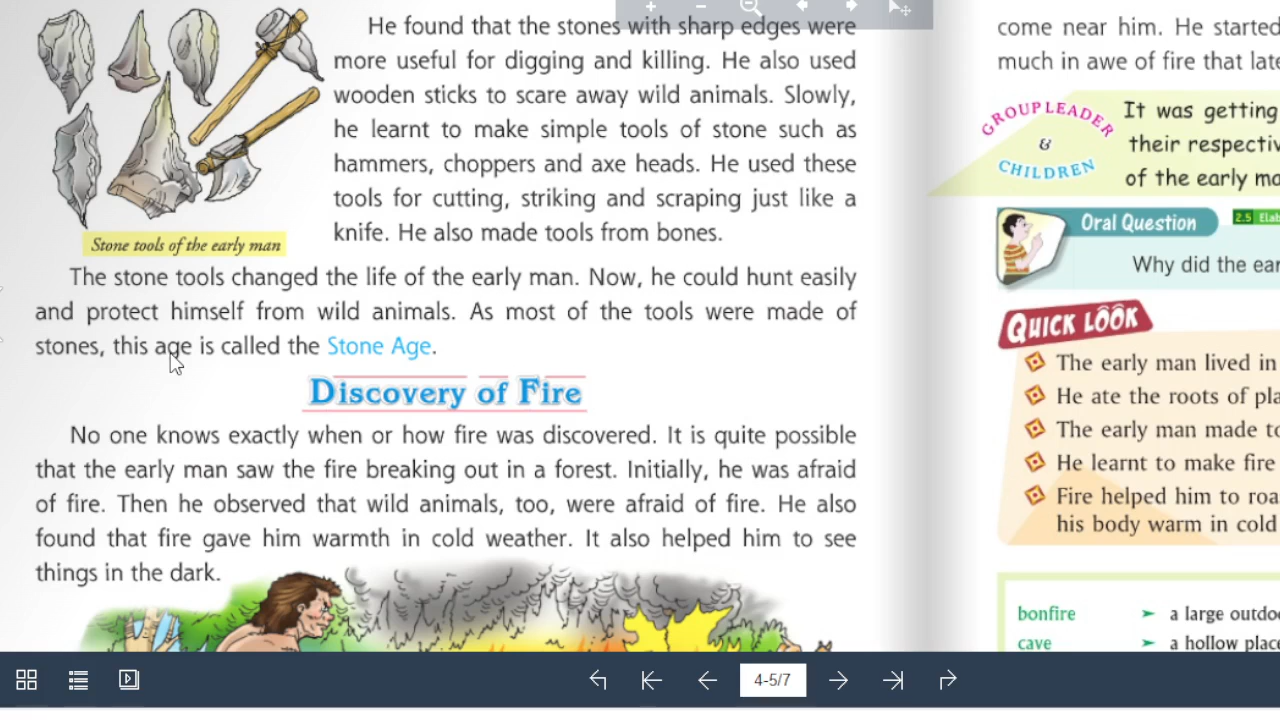 He found that the stones with sharp edges were
more useful for digging and killing. He also used
wooden sticks to scare away wild animals. Slowly,
he learnt to make simple tools of stone such as
hammers, choppers and axe heads. He used these
tools for cutting, striking and scraping just like a
knife. He also made tools from bones.
Stone tools of the early man
The stone tools changed the life of the early man. Now, he could hunt easily
and protect himself from wild animals. As most of the tools were made of
stones, this age is called the Stone Age.
Discovery of Fire
No one knows exactly when or how fire was discovered. It is quite possible
that the early man saw the fire breaking out in a forest. Initially, he was afraid
of fire. Then he observed that wild animals, too, were afraid of fire. He also
found that fire gave him warmth in cold weather. It also helped him to see
things in the dark.
come near him. He started
much in awe of fire that
GROUP LEADER
&
CHILDREN
It was getting
their
of the early
Oral Question
2.5
Why did the
QUICK LOOK
The early man lived in
He ate the roots of
The early man made
He learnt to make fire
Fire helped him to
his body warm in cold
bonfire ➤ a large
cave ➤ a hollow
4-5/7